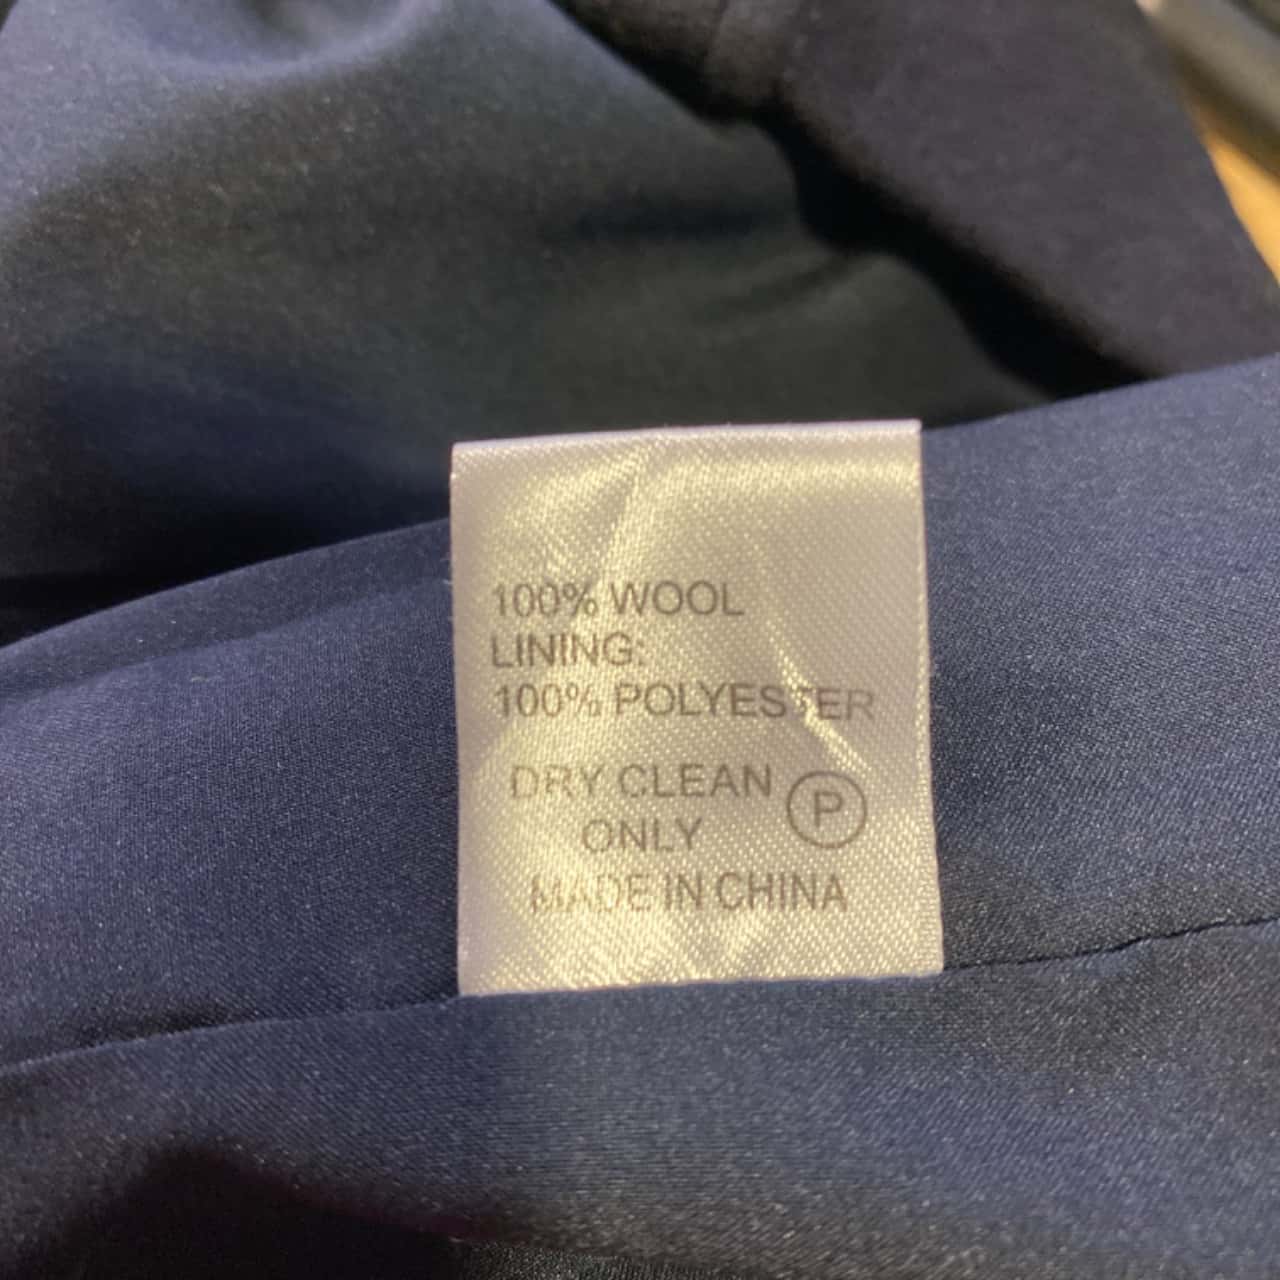 100% WOOL
LINING:
100% POLYESTER
DRY CLEAN
ONLY
P
MADE IN CHINA